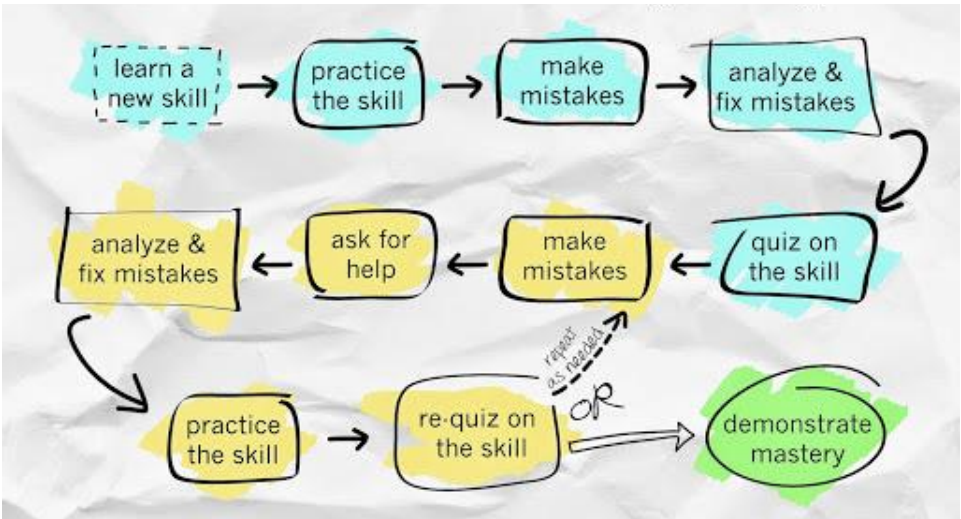 learn a
new skill
practice
the skill
make
mistakes
analyze &
fix mistakes
quiz on
the skill
make
mistakes
ask for
help
analyze &
fix mistakes
practice
the skill
re-quiz on
the skill
repeat
as needed
OR
demonstrate
mastery